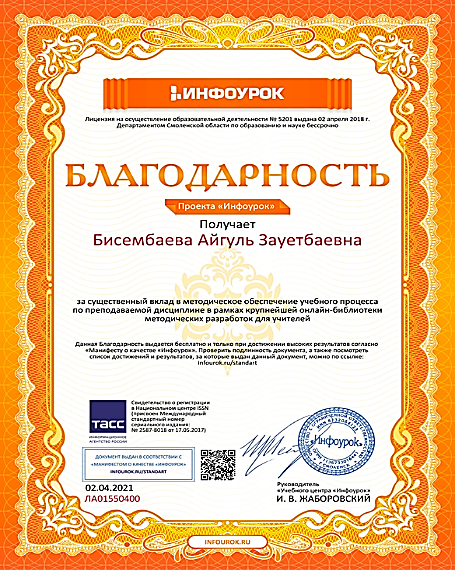 ИНФОУРОК
Лицензия на осуществление образовательной деятельности № 5201 выдана 02 апреля 2018 г.
Департаментом Смоленской области по образованию и науке бессрочно
БЛАГОДАРНОСТЬ
Проекта «Инфоурок»
Получает
Бисембаева Айгуль Зауетбаевна
за существенный вклад в методическое обеспечение учебного процесса
по преподаваемой дисциплине в рамках крупнейшей онлайн-библиотеки
методических разработок для учителей
Данная Благодарность выдается бесплатно и только при достижении высоких результатов согласно
«Манифесту о качестве «Инфоурок». Проверить подлинность документа, а также посмотреть
список достижений и результатов, за которые выдан данный документ, можно по ссылке:
infourok.ru/standart
ТАСС
ИНФОРМАЦИОННОЕ
АГЕНТСТВО РОССИИ
Свидетельство о регистрации
в Национальном центре ISSN
(присвоен Международный
стандартный номер
сериального издания:
№ 2587-8018 от 17.05.2017)
ДОКУМЕНТ ВЫДАН В СООТВЕТСТВИИ С
«МАНИФЕСТОМ О КАЧЕСТВЕ «ИНФОУРОК»
INFOUROK.RU/STANDART
«Инфоурок»
02.04.2021
ЛА01550400
Руководитель
«Учебного центра «Инфоурок»
И. В. ЖАБОРОВСКИЙ
INFOUROK.RU